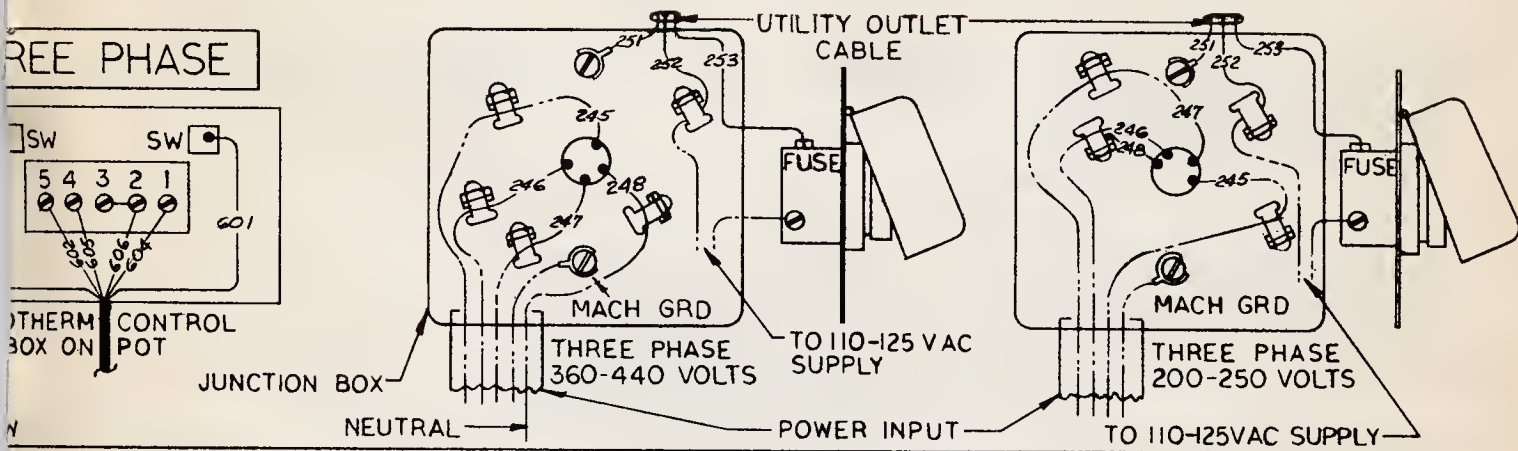 REE PHASE
SW SW
5 4 3 2 1
602 605 606 604
601
OTHERM CONTROL
BOX ON POT
UTILITY OUTLET
CABLE
251
252
253
245
246
248
247
FUSE
MACH GRD
THREE PHASE
360-440 VOLTS
TO 110-125 VAC
SUPPLY
JUNCTION BOX
NEUTRAL
POWER INPUT
251
252
253
247
246
248
245
FUSE
MACH GRD
THREE PHASE
200-250 VOLTS
TO 110-125VAC SUPPLY